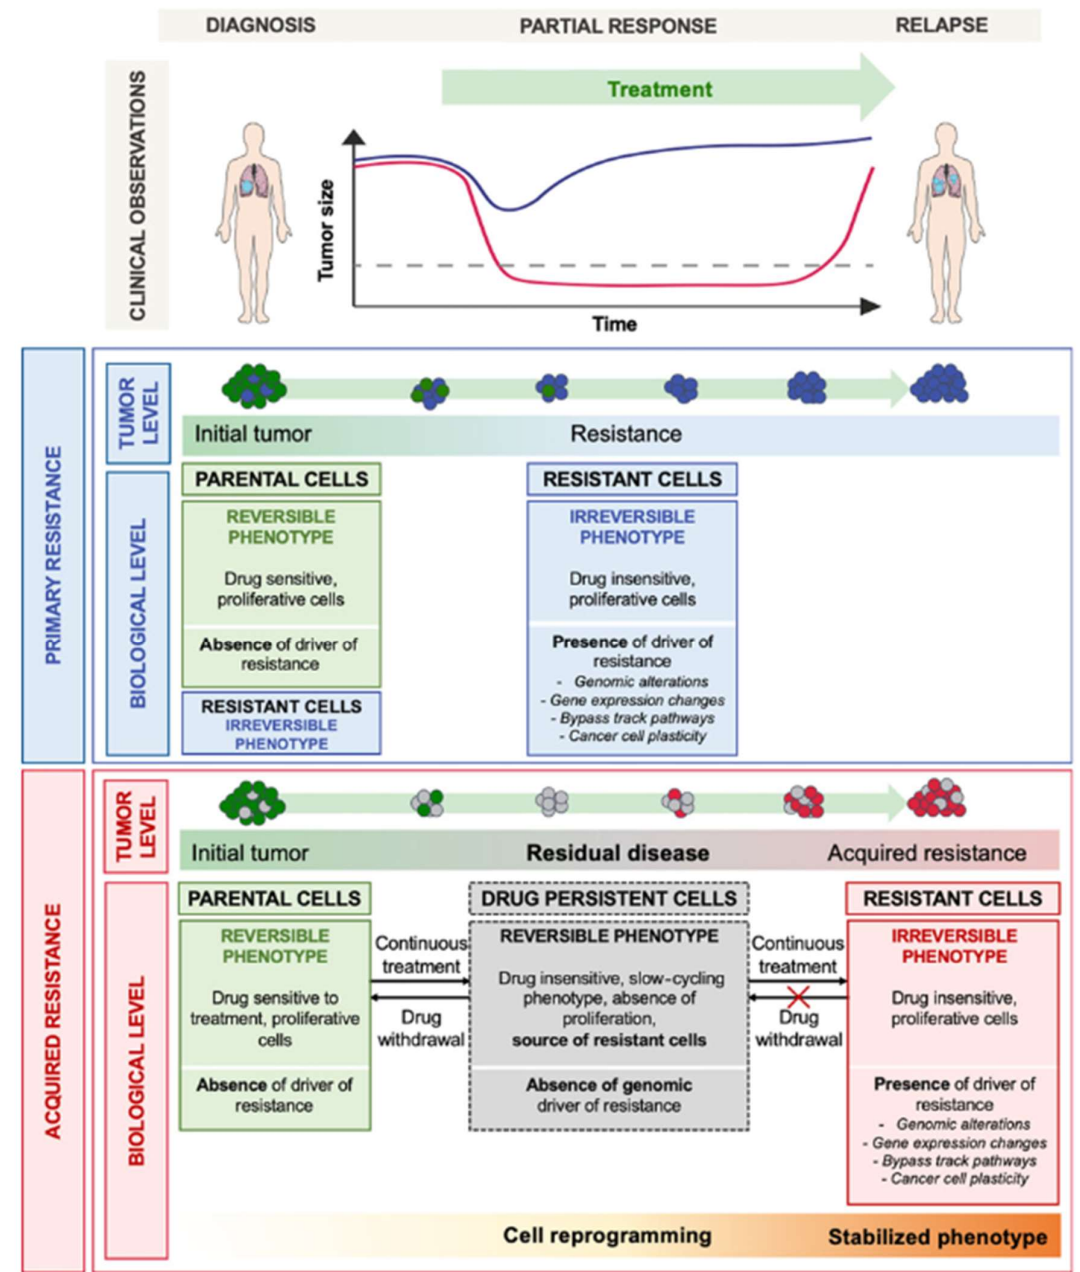 DIAGNOSIS
PARTIAL RESPONSE
RELAPSE
CLINICAL OBSERVATIONS
Treatment
Tumor size
Time
PRIMARY RESISTANCE
TUMOR
LEVEL
Initial tumor
Resistance
BIOLOGICAL LEVEL
PARENTAL CELLS
REVERSIBLE
PHENOTYPE
Drug sensitive,
proliferative cells
Absence of driver of
resistance
RESISTANT CELLS
IRREVERSIBLE
PHENOTYPE
RESISTANT CELLS
IRREVERSIBLE
PHENOTYPE
Drug insensitive,
proliferative cells
Presence of driver of
resistance
- Genomic alterations
- Gene expression changes
- Bypass track pathways
- Cancer cell plasticity
ACQUIRED RESISTANCE
TUMOR
LEVEL
Initial tumor
Residual disease
Acquired resistance
BIOLOGICAL LEVEL
PARENTAL CELLS
REVERSIBLE
PHENOTYPE
Drug sensitive to
treatment, proliferative
cells
Absence of driver of
resistance
Continuous
treatment
Drug
withdrawal
DRUG PERSISTENT CELLS
REVERSIBLE PHENOTYPE
Drug insensitive, slow-cycling
phenotype, absence of
proliferation,
source of resistant cells
Absence of genomic
driver of resistance
Continuous
treatment
Drug
withdrawal
RESISTANT CELLS
IRREVERSIBLE
PHENOTYPE
Drug insensitive,
proliferative cells
Presence of driver of
resistance
- Genomic alterations
- Gene expression changes
- Bypass track pathways
- Cancer cell plasticity
Cell reprogramming
Stabilized phenotype